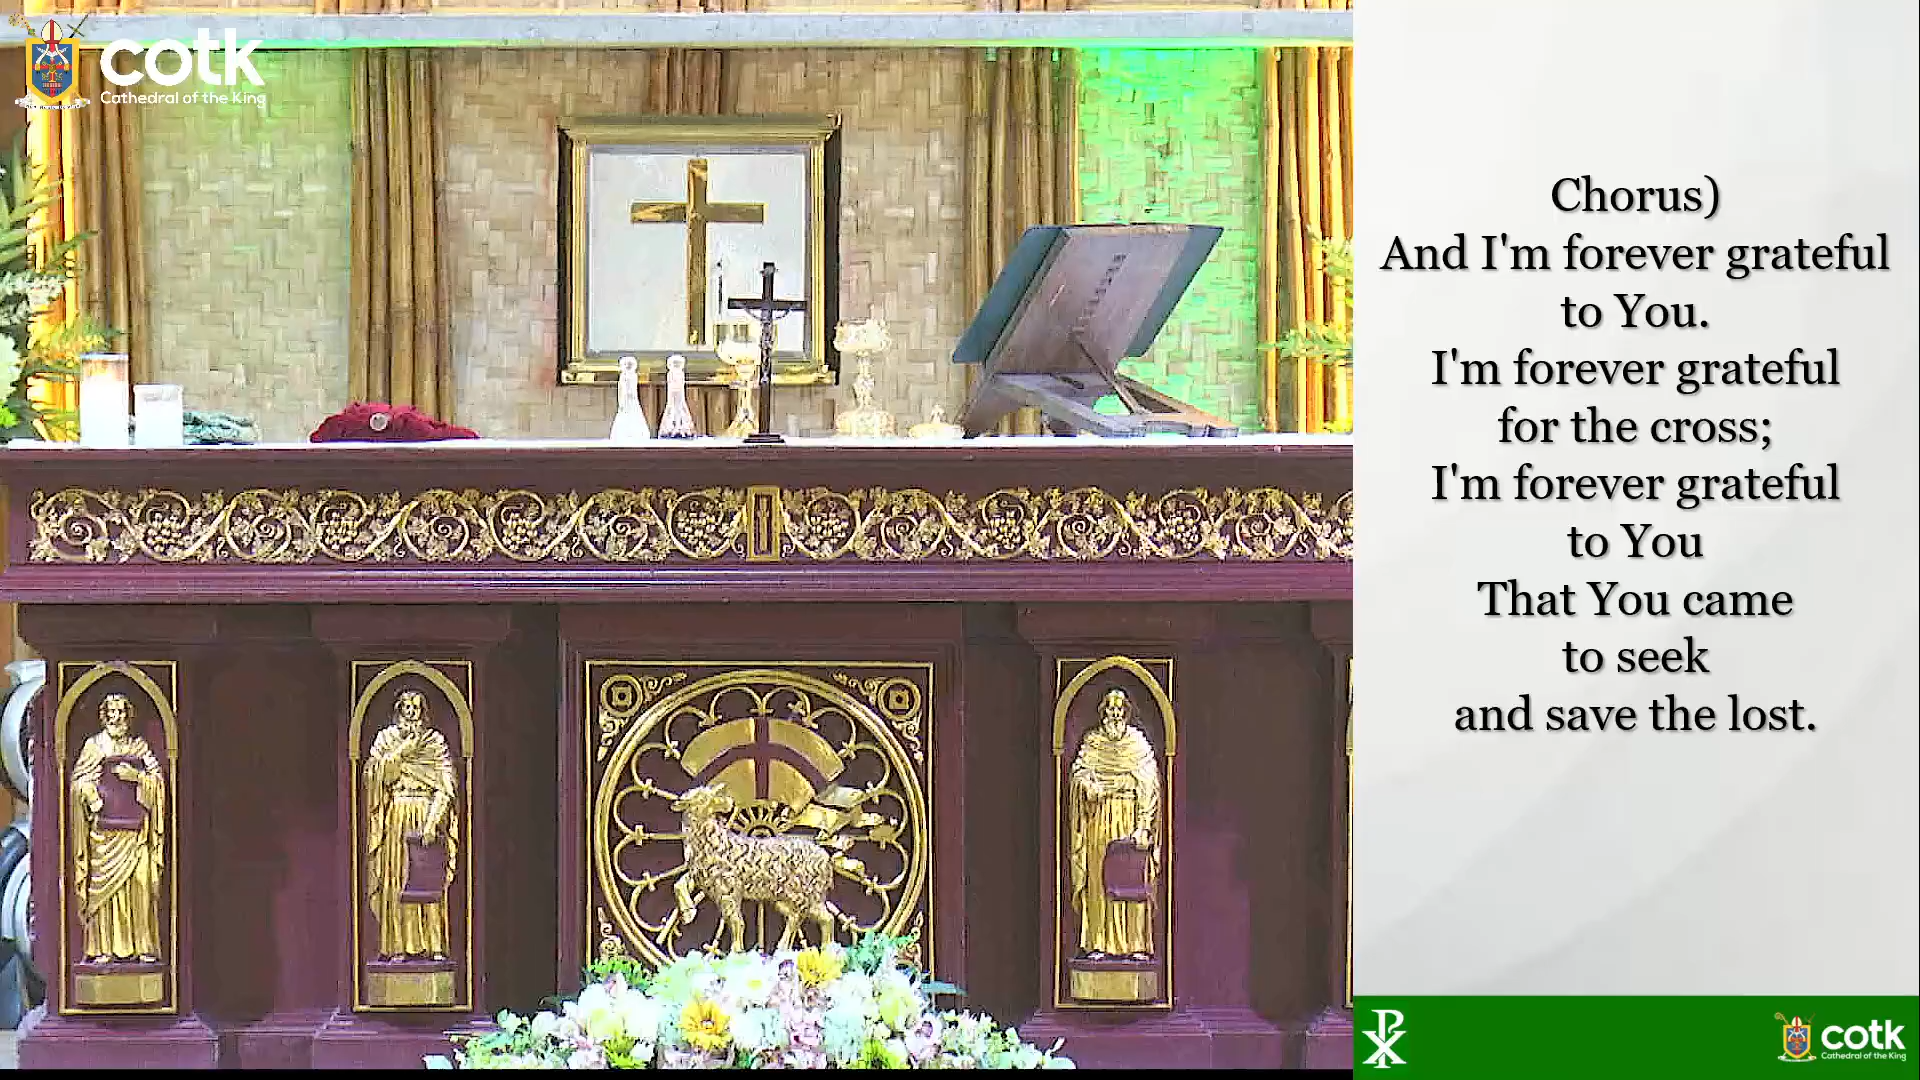 cotk
Cathedral of the King
Chorus)
And I'm forever grateful
to You.
I'm forever grateful
for the cross;
I'm forever grateful
to You
That You came
to seek
and save the lost.
cotk
Cathedral of the King